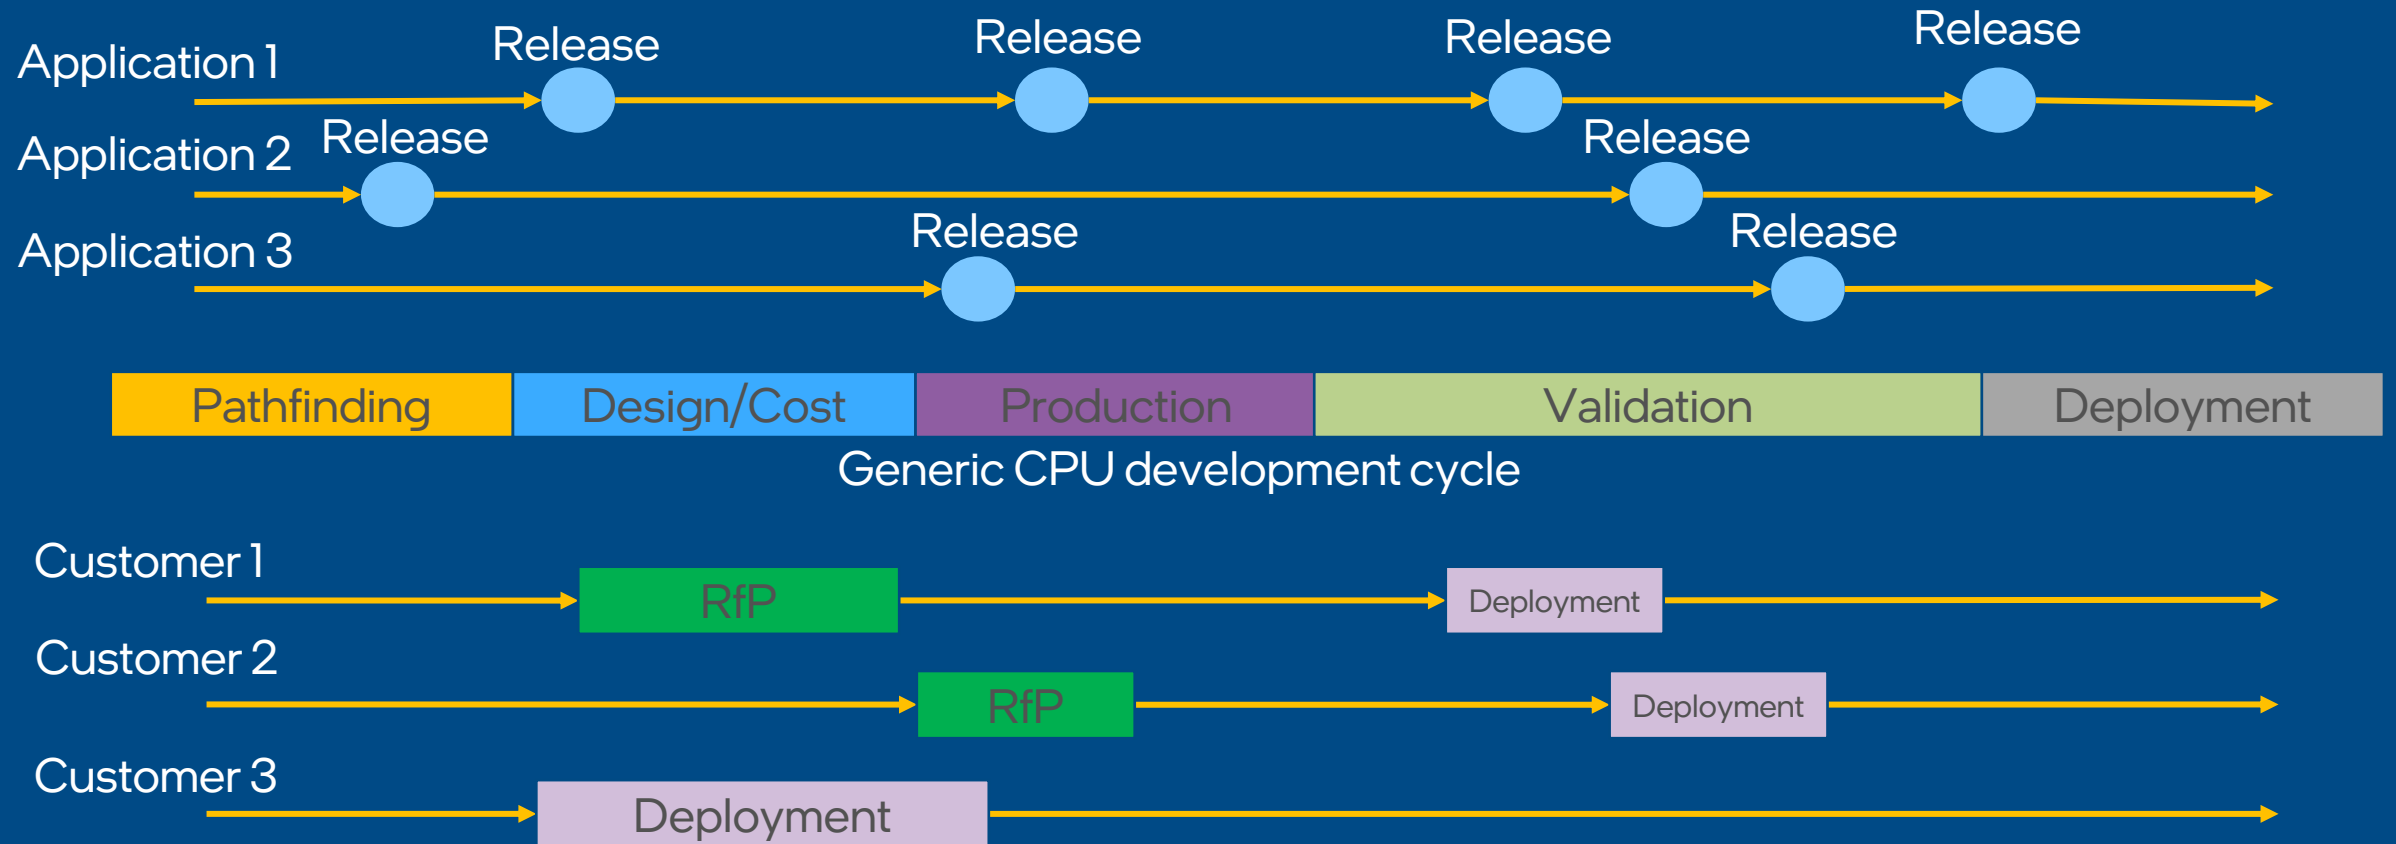 Application 1
Release
Release
Release
Release
Application 2
Release
Release
Application 3
Release
Release
Pathfinding
Design/Cost
Production
Validation
Deployment
Generic CPU development cycle
Customer 1
RfP
Deployment
Customer 2
RfP
Deployment
Customer 3
Deployment